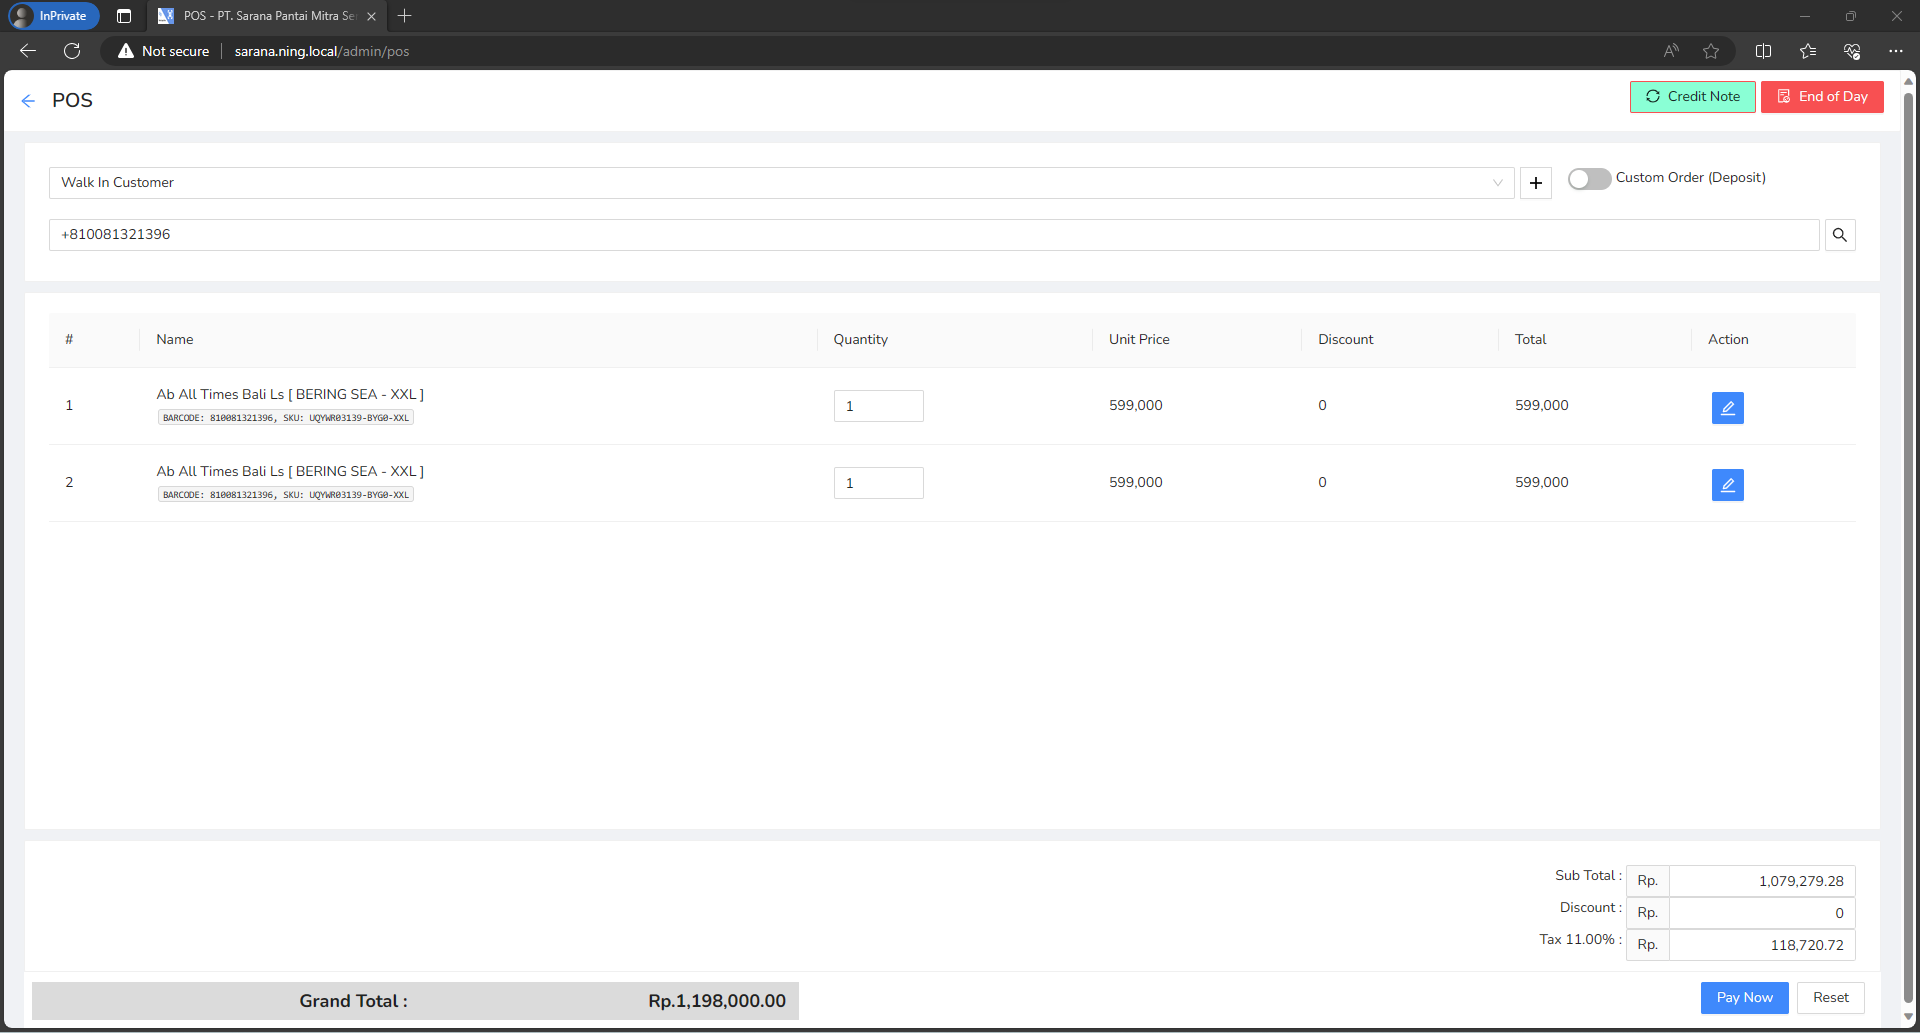 InPrivate
POS - PT. Sarana Pantai Mitra Se
Not secure
sarana.ning.local/admin/pos
POS
Credit Note
End of Day
Walk In Customer
Custom Order (Deposit)
+810081321396
# Name Quantity Unit Price Discount Total Action
1 Ab All Times Bali Ls [ BERING SEA - XXL ] 1 599,000 0 599,000
BARCODE: 810081321396, SKU: UQYWR03139-BYG0-XXL
2 Ab All Times Bali Ls [ BERING SEA - XXL ] 1 599,000 0 599,000
BARCODE: 810081321396, SKU: UQYWR03139-BYG0-XXL
Sub Total : Rp. 1,079,279.28
Discount : Rp. 0
Tax 11.00% : Rp. 118,720.72
Grand Total : Rp.1,198,000.00
Pay Now
Reset